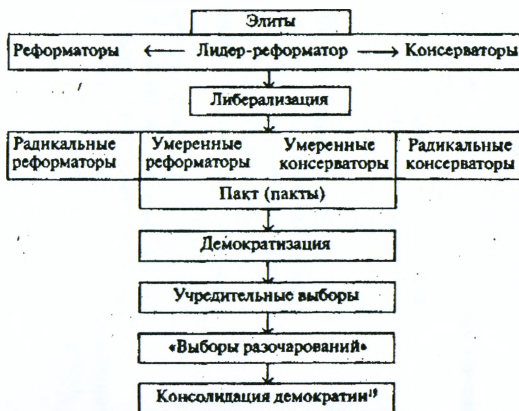 Элиты
Реформаторы ← Лидер-реформатор → Консерваторы
Либерализация
Радикальные реформаторы
Умеренные реформаторы
Умеренные консерваторы
Радикальные консерваторы
Пакт (пакты)
Демократизация
Учредительные выборы
«Выборы разочарований»
Консолидация демократии¹⁹